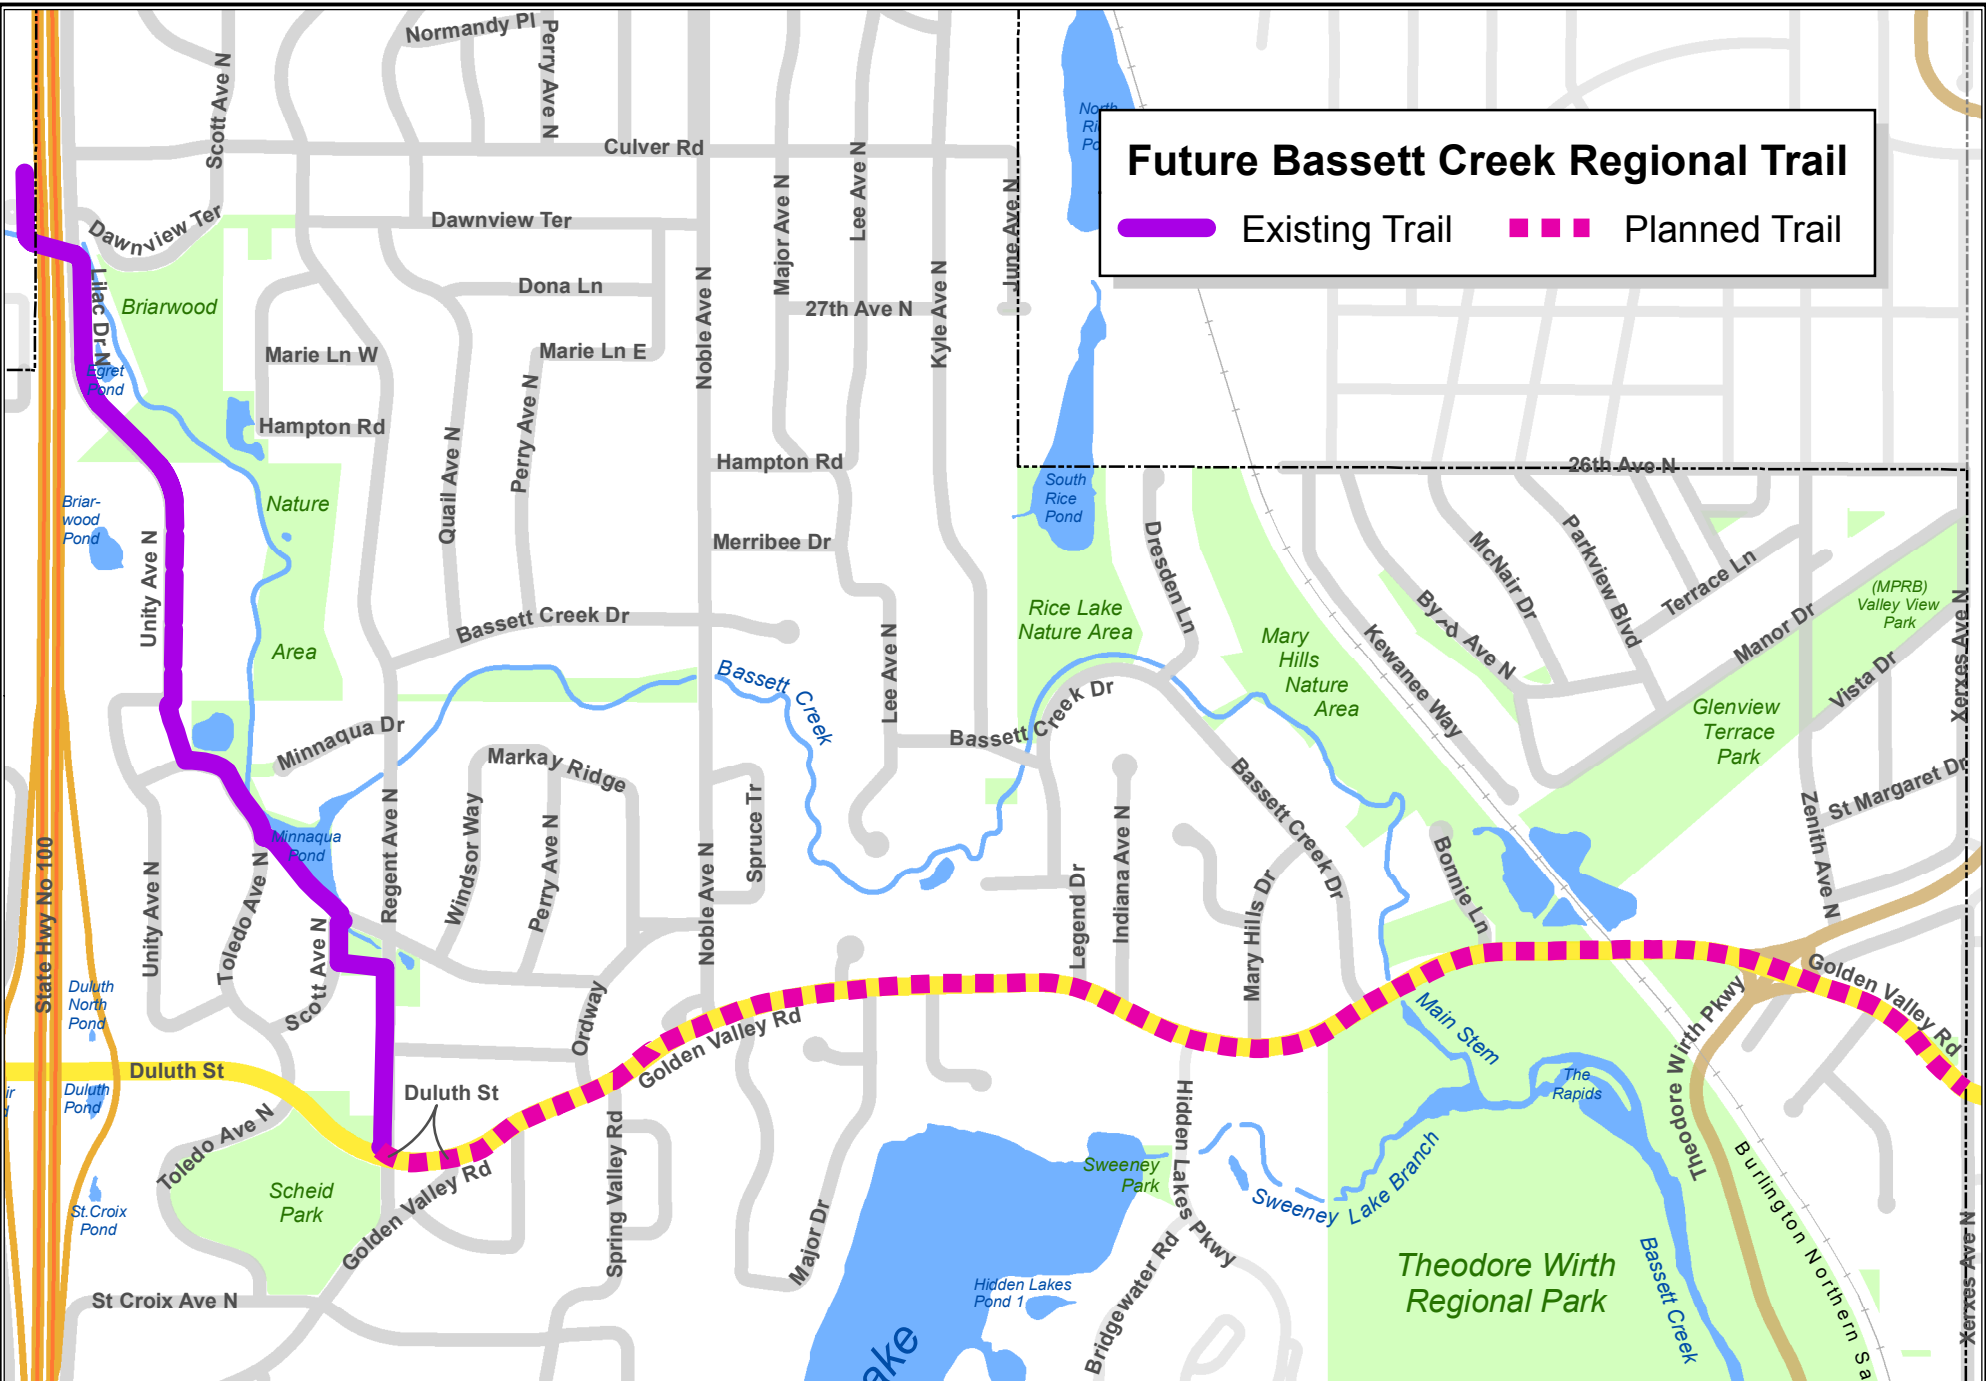 Normandy Pl
Perry Ave N
Scott Ave N
Culver Rd
Lee Ave N
Major Ave N
June Ave N
North
Future Bassett Creek Regional Trail
Existing Trail
Planned Trail
Dawnview Ter
Dawnview Ter
Lilac Dr N
Briarwood
Dona Ln
27th Ave N
Noble Ave N
Kyle Ave N
Marie Ln W
Marie Ln E
Egret
Pond
Perry Ave N
Hampton Rd
Quail Ave N
Hampton Rd
26th Ave N
Briar-
wood
Pond
Nature
South
Rice
Pond
Unity Ave N
Merribee Dr
Dresden Ln
McNair Dr
Parkview Blvd
Terrace Ln
(MPRB)
Valley View
Park
Area
Bassett Creek Dr
Rice Lake
Nature Area
Mary
Hills
Nature
Area
Byrd Ave N
Kewanee Way
Manor Dr
Vista Dr
Xerxes Ave N
Lee Ave N
Bassett Creek
Bassett Creek Dr
Glenview
Terrace
Park
Minnaqua Dr
Markay Ridge
Bassett Creek Dr
St Margaret Dr
Zenith Ave N
Minnaqua
Pond
Regent Ave N
Windsor Way
Perry Ave N
Spruce Tr
Noble Ave N
Legend Dr
Indiana Ave N
Mary Hills Dr
Bonnie Ln
State Hwy No 100
Unity Ave N
Toledo Ave N
Scott Ave N
Duluth
North
Pond
Ordway
Golden Valley Rd
Golden Valley Rd
Main Stem
Theodore Wirth Pkwy
Duluth St
Duluth St
Duluth
Pond
The
Rapids
Toledo Ave N
Golden Valley Rd
Spring Valley Rd
Hidden Lakes Pkwy
Sweeney
Park
Sweeney Lake Branch
Burlington Northern Sa
Scheid
Park
St.Croix
Pond
Major Dr
Bridgewater Rd
Theodore Wirth
Regional Park
Bassett Creek
Xerxes Ave N
St Croix Ave N
Hidden Lakes
Pond 1
ake